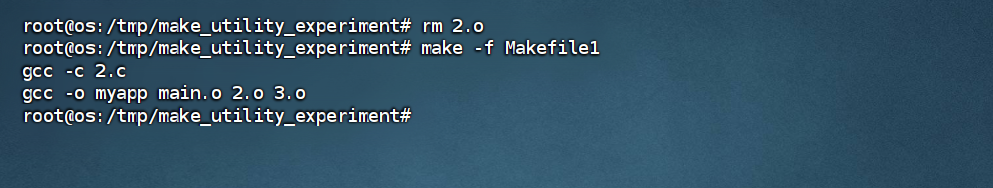 root@os:/tmp/make_utility_experiment# rm 2.o
root@os:/tmp/make_utility_experiment# make -f Makefile1
gcc -c 2.c
gcc -o myapp main.o 2.o 3.o
root@os:/tmp/make_utility_experiment#